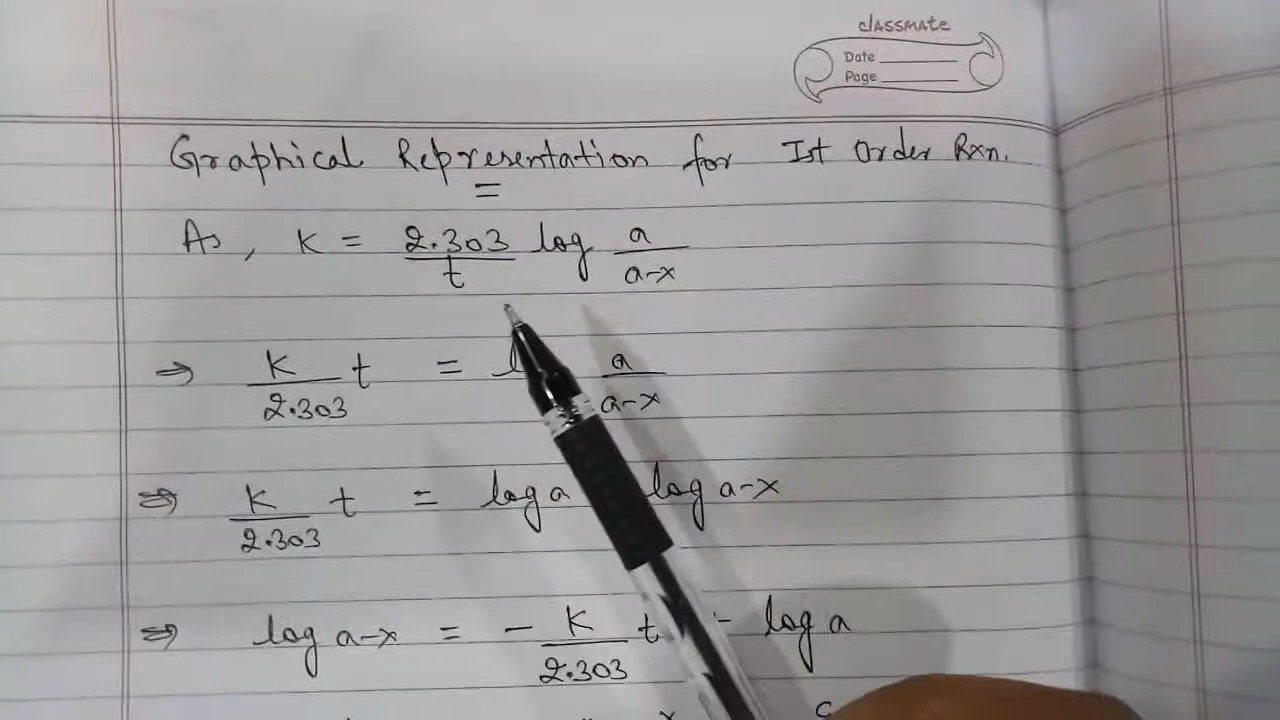 classmate
Date
Page
Graphical Representation for Ist Order Rxn.
=
As, K = 2.303/t log a/a-x
⇒ K/2.303 t = a/a-x
⇒ K/2.303 t = log a log a-x
⇒ log a-x = - K/2.303 t log a